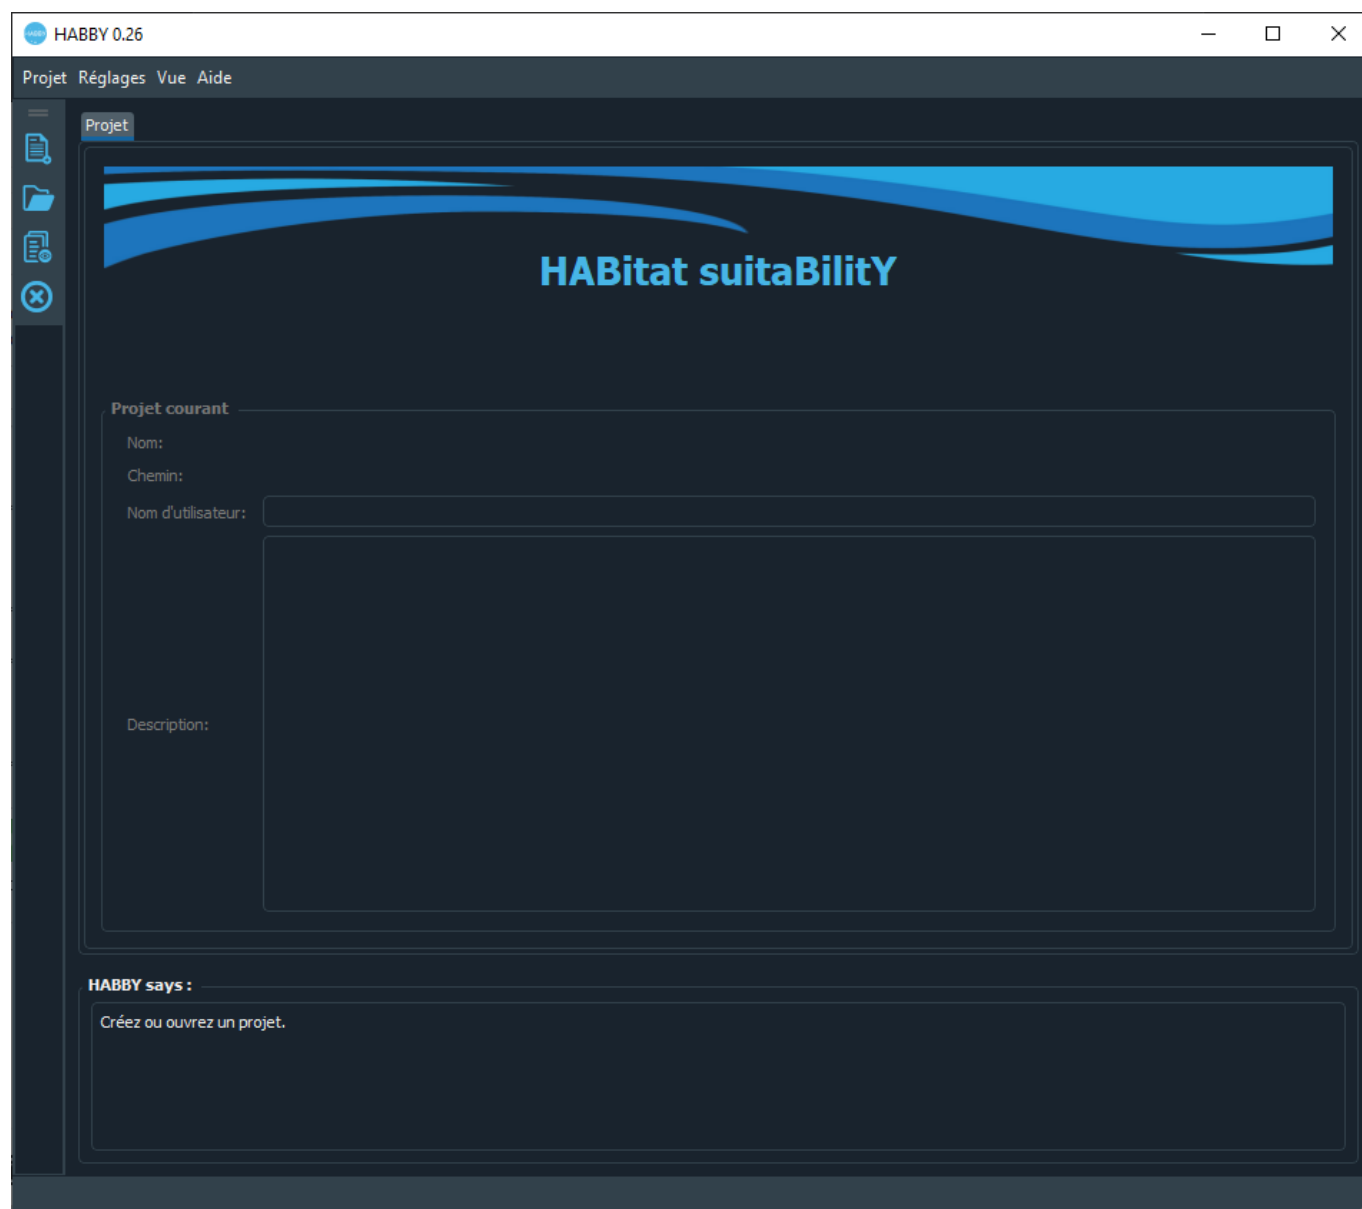 HABBY 0.26
Projet Réglages Vue Aide
Projet
HABitat suitaBilitY
Projet courant
Nom:
Chemin:
Nom d'utilisateur:
Description:
HABBY says :
Créez ou ouvrez un projet.